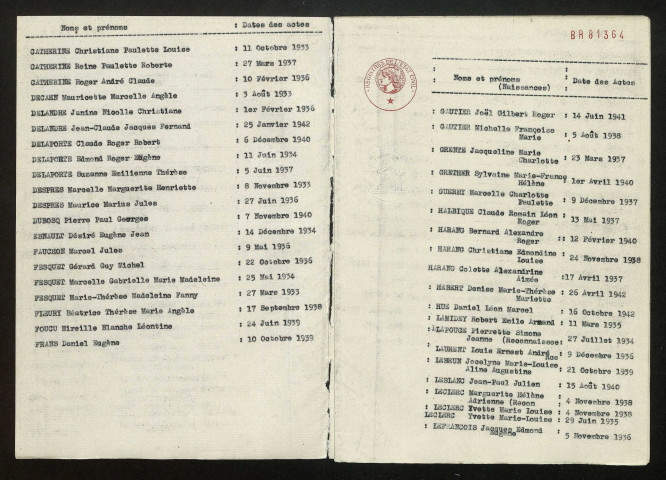 Noms et prénoms : Dates des actes
CATHERINE Christiane Paulette Louise : 11 Octobre 1933
CATHERINE Reine Paulette Roberte : 27 Mars 1937
CATHERINE Roger André Claude : 10 Février 1936
DECAEN Mauricette Marcelle Angèle : 3 Août 1933
DELANDRE Janine Nicolle Christiane : 1er Février 1936
DELANDRE Jean-Claude Jacques Fernand : 25 Janvier 1942
DELAPORTE Claude Roger Robert : 6 Décembre 1940
DELAPORTE Edmond Roger Eugène : 11 Juin 1934
DELAPORTE Suzanne Emilienne Thérèse : 5 Juin 1937
DESPRES Marcelle Marguerite Henriette : 8 Novembre 1933
DESPRES Maurice Marius Jules : 27 Juin 1936
DUBOSQ Pierre Paul Georges : 7 Novembre 1940
ESNAULT Désiré Eugène Jean : 14 Décembre 1934
FAUCHON Marcel Jules : 9 Mai 1936
FESQUET Gérard Guy Michel : 22 Octobre 1936
FESQUET Marcelle Gabrielle Marie Madeleine : 25 Mai 1934
FESQUET Marie-Thérèse Madeleine Fanny : 27 Mars 1933
FLEURY Béatrice Thérèse Marie Angèle : 17 Septembre 1938
FOUCU Mireille Blanche Léontine : 24 Juin 1939
FRANS Daniel Eugène : 10 Octobre 1939
8R81364
Noms et prénoms : Date des Actes
(Naissances)
: GAUTIER Joël Gilbert Roger : 14 Juin 1941
: GAUTIER Michelle Françoise
Marie : 5 Août 1938
: GRENTE Jacqueline Marie
Charlotte : 23 Mars 1937
: GRETHER Sylvaine Marie-France
Hélène : 1er Avril 1940
: GUERET Marcelle Charlotte
Paulette : 9 Décembre 1937
: HALBIQUE Claude Romain Léon
Roger : 13 Mai 1937
: HARANG Bernard Alexandre
Roger :: 12 Février 1940
: HARANG Christiane Edmondine
Louise : 24 Novembre 1938
HARANG Colette Alexandrine
Aimée :17 Avril 1937
: HARERT Denise Marie-Thérèse
Mariette : 26 Avril 1942
: HUE Daniel Léon Marcel : 16 Octobre 1942
: LAMIDEY Robert Emile Armand : 11 Mars 1935
: LAPOUGE Pierrette Simone
Jeanne (Reconnaissce: 27 Juillet 1934
: LAURENT Louis Ernest André
Rec : 9 Décembre 1936
: LEBRUN Jocelyne Marie-Louise
Aline Augustine : 21 Octobre 1939
: LEBLANC Jean-Paul Julien : 15 Août 1940
: LECLERC Marguerite Hélène :
Adrienne (Recon : 4 Novembre 1938
: LECLERC Yvette Marie Louise : 4 Novembre 1938
LECLERC Yvette Marie-Louise : 29 Juin 1935
: LEFRANÇOIS Jacques Edmond
Eugène : 5 Novembre 1936